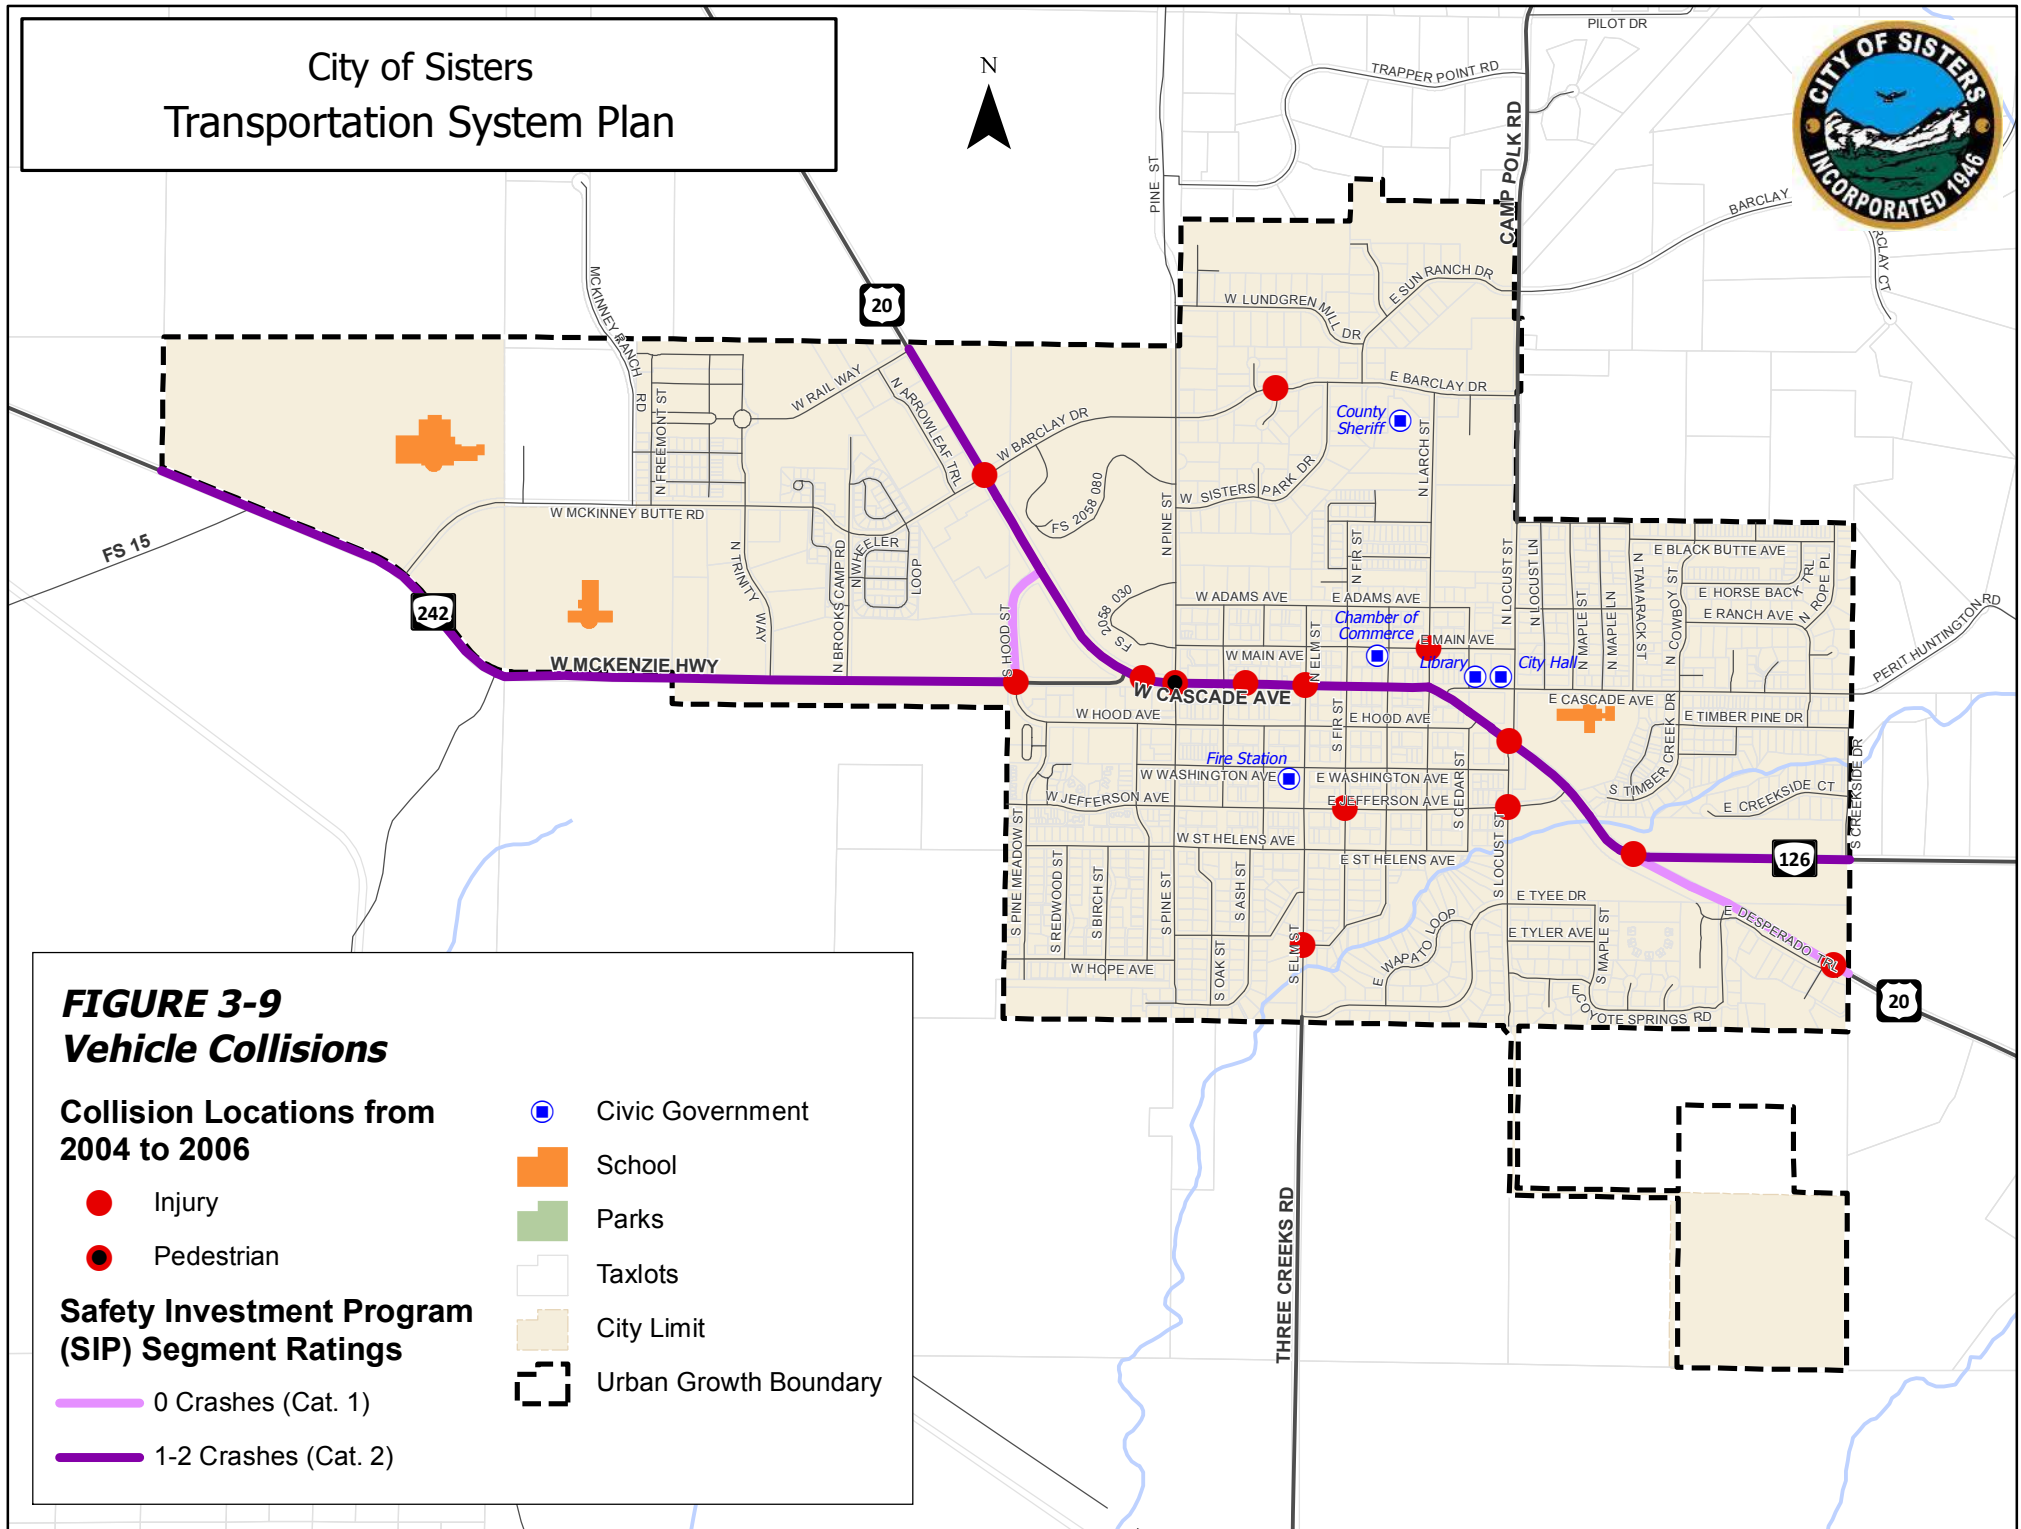 City of Sisters
Transportation System Plan
N
CITY OF SISTERS
INCORPORATED 1946
PILOT DR
TRAPPER POINT RD
CAMP POLK RD
PINE ST
BARCLAY
RCLAY CT
E SUN RANCH DR
W LUNDGREN MILL DR
20
MCKINNEY RANCH RD
N FREEMONT ST
W RAIL WAY
N ARROWLEAF TRL
W BARCLAY DR
E BARCLAY DR
County
Sheriff
N LARCH ST
W SISTERS PARK DR
FS 2058 080
N PINE ST
W MCKINNEY BUTTE RD
FS 15
242
N TRINITY WAY
N BROOKS CAMP RD
N WHEELER LOOP
N FIR ST
N LOCUST ST
N LOCUST LN
E BLACK BUTTE AVE
N TAMARACK ST
N COWBOY ST
E HORSE BACK TRL
E RANCH AVE
N ROPE PL
N MAPLE ST
N MAPLE LN
PERIT HUNTINGTON RD
FS 2058 030
S HOOD ST
W ADAMS AVE
E ADAMS AVE
Chamber of
Commerce
E MAIN AVE
W MAIN AVE
N ELM ST
Library
City Hall
W MCKENZIE HWY
W CASCADE AVE
E CASCADE AVE
W HOOD AVE
E HOOD AVE
S FIR ST
E TIMBER PINE DR
S TIMBER CREEK DR
Fire Station
W WASHINGTON AVE
E WASHINGTON AVE
S CEDAR ST
W JEFFERSON AVE
E JEFFERSON AVE
E CREEKSIDE CT
S CREEKSIDE DR
S PINE MEADOW ST
W ST HELENS AVE
E ST HELENS AVE
S LOCUST ST
126
S REDWOOD ST
S BIRCH ST
S PINE ST
S ASH ST
S OAK ST
S ELM ST
E WAPATO LOOP
E TYEE DR
E TYLER AVE
S MAPLE ST
E DESPERADO TRL
W HOPE AVE
E COYOTE SPRINGS RD
20
THREE CREEKS RD
FIGURE 3-9
Vehicle Collisions
Collision Locations from
2004 to 2006
Injury
Pedestrian
Safety Investment Program
(SIP) Segment Ratings
0 Crashes (Cat. 1)
1-2 Crashes (Cat. 2)
Civic Government
School
Parks
Taxlots
City Limit
Urban Growth Boundary